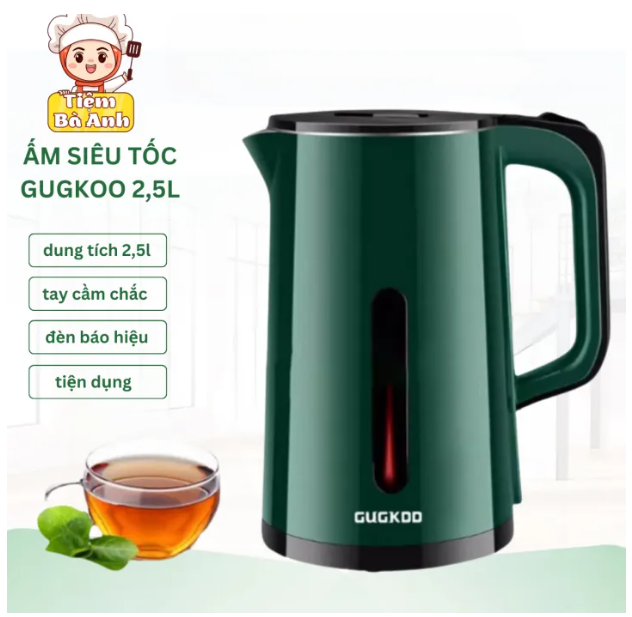 Tiệm
Bà Anh
ẤM SIÊU TỐC
GUGKOO 2,5L
dung tích 2,5l
tay cầm chắc
đèn báo hiệu
tiện dụng
GUGKOO